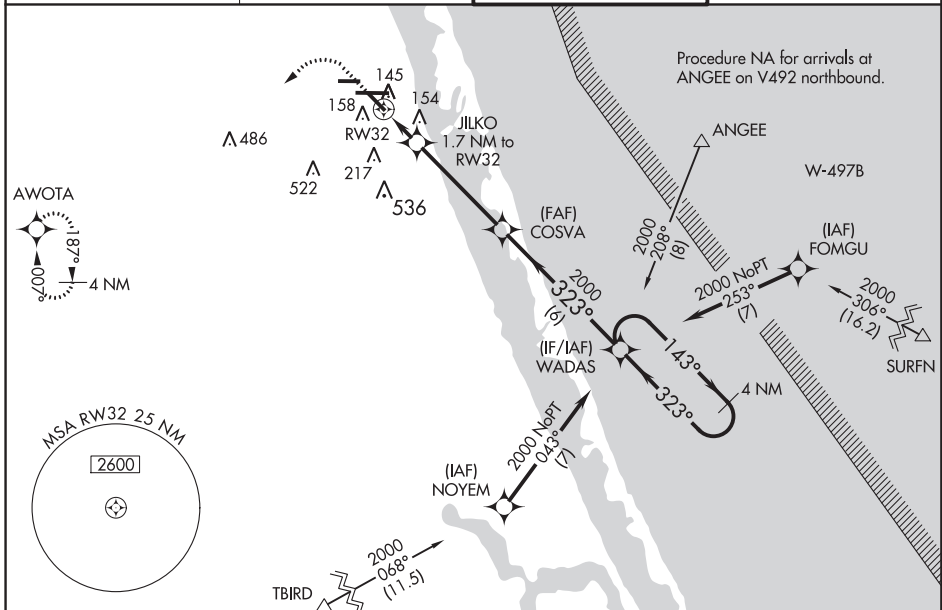 Procedure NA for arrivals at
ANGEE on V492 northbound.
145
158
154
RW32
JILKO
1.7 NM to
RW32
486
217
522
536
ANGEE
W-497B
AWOTA
187°
007°
4 NM
(FAF)
COSVA
2000
208°
(8)
(IAF)
FOMGU
2000 NoPT
253°
(7)
2000
306°
(16.2)
SURFN
2000
323°
(6)
(IF/IAF)
WADAS
143°
323°
4 NM
MSA RW32 25 NM
2600
2000 NoPT
043°
(7)
(IAF)
NOYEM
2000
068°
(11.5)
TBIRD